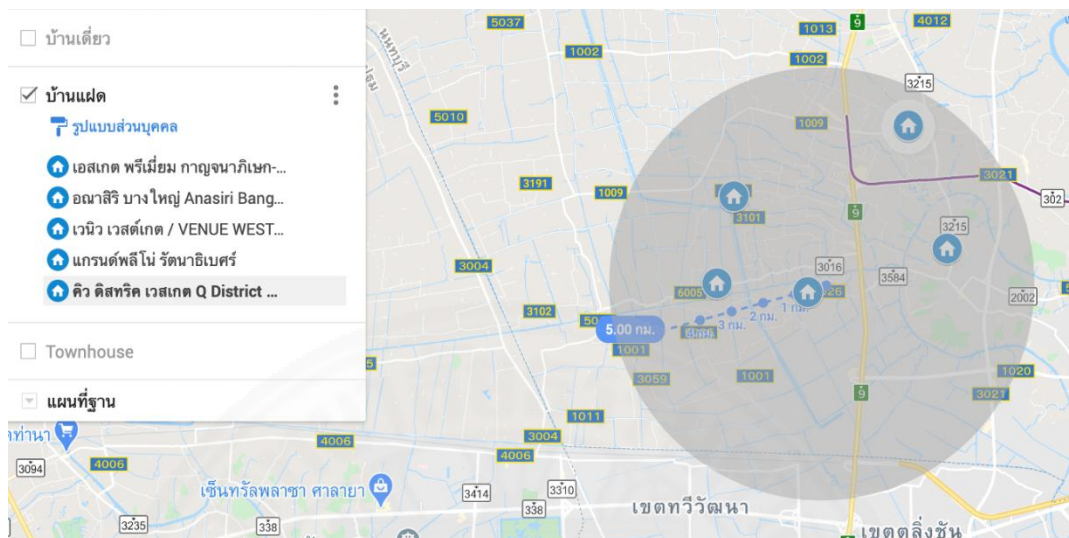 บ้านเดี่ยว
บ้านแฝด
รูปแบบส่วนบุคคล
เอสเกต พรีเมี่ยม กาญจนาภิเษก-...
อณาสิริ บางใหญ่ Anasiri Bang...
เวนิว เวสต์เกต / VENUE WEST...
แกรนด์พลีโน่ รัตนาธิเบศร์
คิว ดิสทริค เวสเกต Q District ...
Townhouse
แผนที่ฐาน
5037
1013
9
4012
นนทบุรี
1002
1002
3215
5010
1009
3191
1009
3101
3021
302
9
3215
3004
3016
3584
6005
2002
3102
5.00 กม.
3 กม.
2 กม.
1 กม.
1001
3059
1001
1020
9
3021
1011
3004
4006
4006
4006
3094
เซ็นทรัลพลาซา ศาลายา
3414
3310
338
3235
338
เขตทวีวัฒนา
เขตตลิ่งชัน